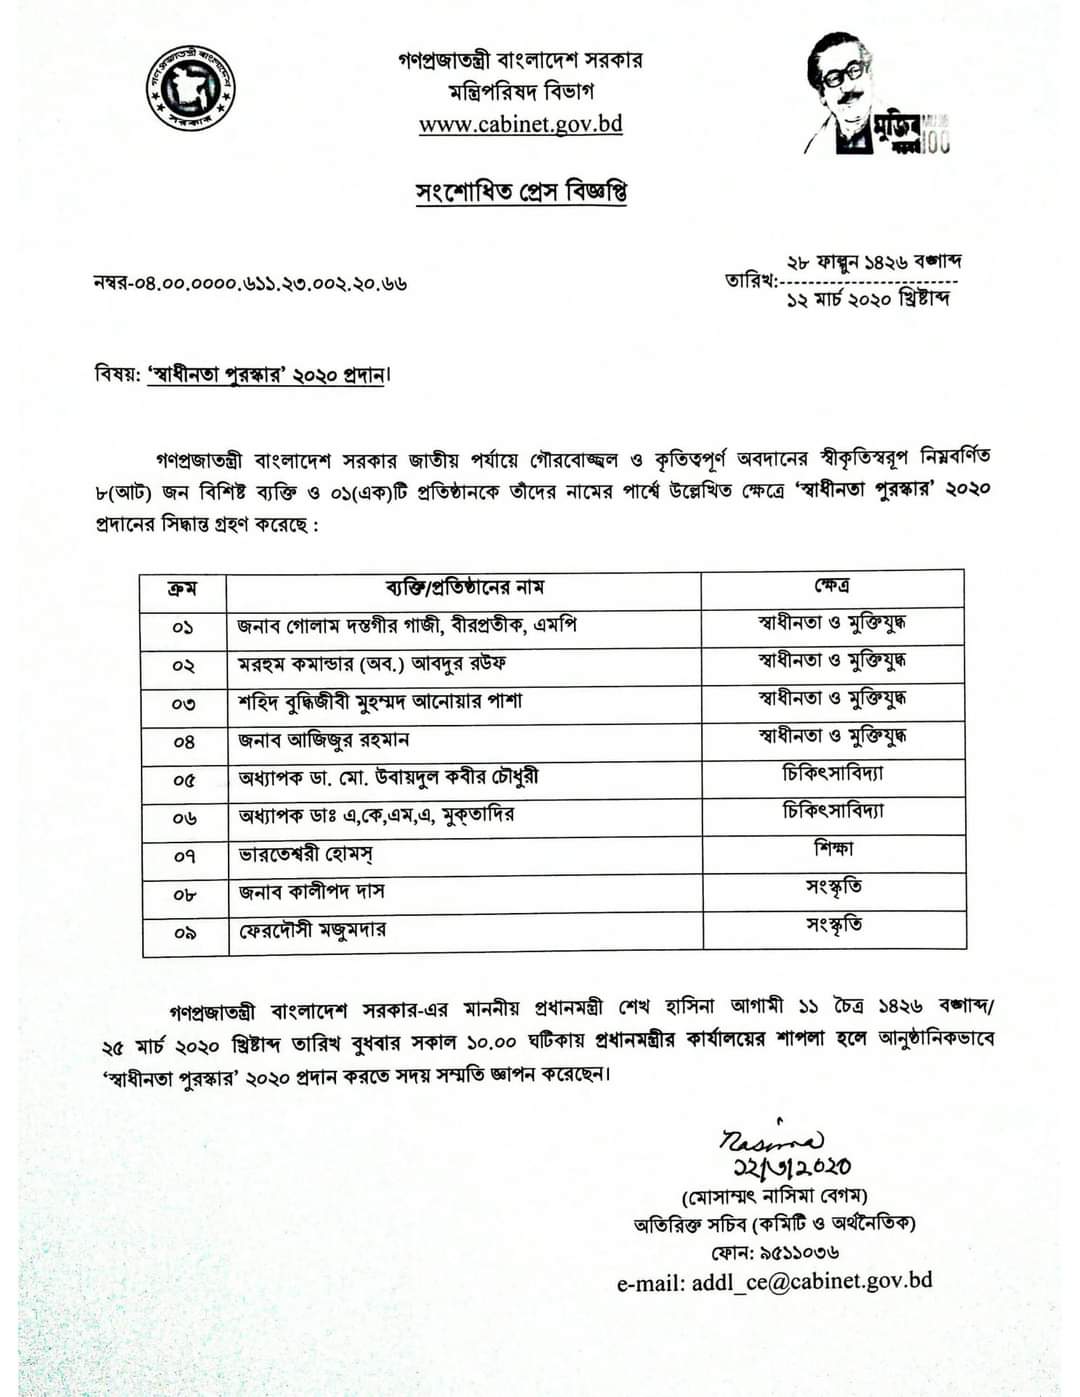 গণপ্রজাতন্ত্রী বাংলাদেশ সরকার
মন্ত্রিপরিষদ বিভাগ
www.cabinet.gov.bd
গণপ্রজাতন্ত্রী বাংলাদেশ
সরকার
মুজিব MUJIB
শতবর্ষ 100
সংশোধিত প্রেস বিজ্ঞপ্তি
নম্বর-০৪.০০.০০০০.৬১১.২৩.০০২.২০.৬৬
২৮ ফাল্গুন ১৪২৬ বঙ্গাব্দ
তারিখ:-------------------------
১২ মার্চ ২০২০ খ্রিষ্টাব্দ
বিষয়: ‘স্বাধীনতা পুরস্কার’ ২০২০ প্রদান।
গণপ্রজাতন্ত্রী বাংলাদেশ সরকার জাতীয় পর্যায়ে গৌরবোজ্জ্বল ও কৃতিত্বপূর্ণ অবদানের স্বীকৃতিস্বরূপ নিম্নবর্ণিত
৮(আট) জন বিশিষ্ট ব্যক্তি ও ০১(এক)টি প্রতিষ্ঠানকে তাঁদের নামের পার্শ্বে উল্লেখিত ক্ষেত্রে ‘স্বাধীনতা পুরস্কার’ ২০২০
প্রদানের সিদ্ধান্ত গ্রহণ করেছে :
ক্রম ব্যক্তি/প্রতিষ্ঠানের নাম ক্ষেত্র
০১ জনাব গোলাম দস্তগীর গাজী, বীরপ্রতীক, এমপি স্বাধীনতা ও মুক্তিযুদ্ধ
০২ মরহুম কমান্ডার (অব.) আবদুর রউফ স্বাধীনতা ও মুক্তিযুদ্ধ
০৩ শহিদ বুদ্ধিজীবী মুহম্মদ আনোয়ার পাশা স্বাধীনতা ও মুক্তিযুদ্ধ
০৪ জনাব আজিজুর রহমান স্বাধীনতা ও মুক্তিযুদ্ধ
০৫ অধ্যাপক ডা. মো. উবায়দুল কবীর চৌধুরী চিকিৎসাবিদ্যা
০৬ অধ্যাপক ডাঃ এ,কে,এম,এ, মুক্‌তাদির চিকিৎসাবিদ্যা
০৭ ভারতেশ্বরী হোমস্ শিক্ষা
০৮ জনাব কালীপদ দাস সংস্কৃতি
০৯ ফেরদৌসী মজুমদার সংস্কৃতি
গণপ্রজাতন্ত্রী বাংলাদেশ সরকার-এর মাননীয় প্রধানমন্ত্রী শেখ হাসিনা আগামী ১১ চৈত্র ১৪২৬ বঙ্গাব্দ/
২৫ মার্চ ২০২০ খ্রিষ্টাব্দ তারিখ বুধবার সকাল ১০.০০ ঘটিকায় প্রধানমন্ত্রীর কার্যালয়ের শাপলা হলে আনুষ্ঠানিকভাবে
‘স্বাধীনতা পুরস্কার’ ২০২০ প্রদান করতে সদয় সম্মতি জ্ঞাপন করেছেন।
Nasima
১২/৩/২০২০
(মোসাম্মৎ নাসিমা বেগম)
অতিরিক্ত সচিব (কমিটি ও অর্থনৈতিক)
ফোন: ৯৫১১০৩৬
e-mail: addl_ce@cabinet.gov.bd